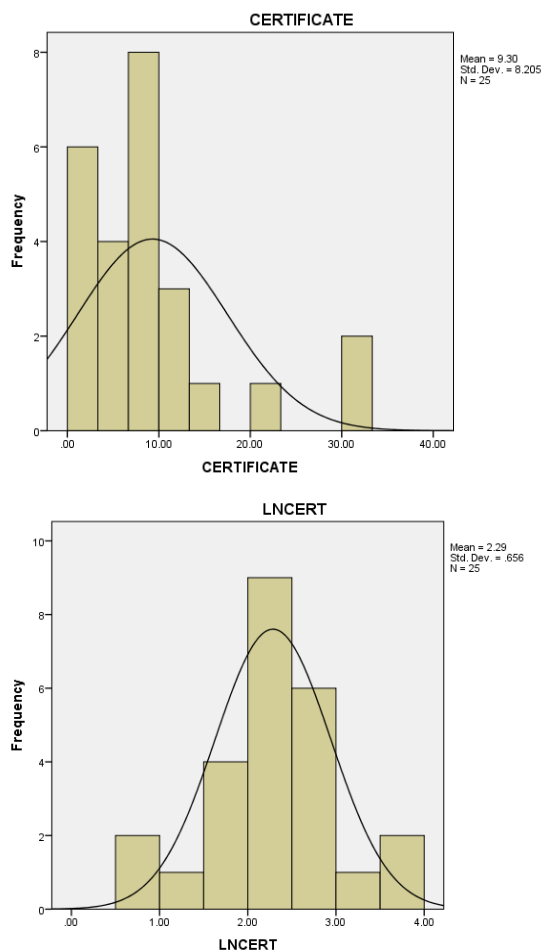 CERTIFICATE
Mean = 9.30
Std. Dev. = 8.205
N = 25
8
6
4
2
0
Frequency
.00 10.00 20.00 30.00 40.00
CERTIFICATE
LNCERT
Mean = 2.29
Std. Dev. = .656
N = 25
10
8
6
4
2
0
Frequency
.00 1.00 2.00 3.00 4.00
LNCERT